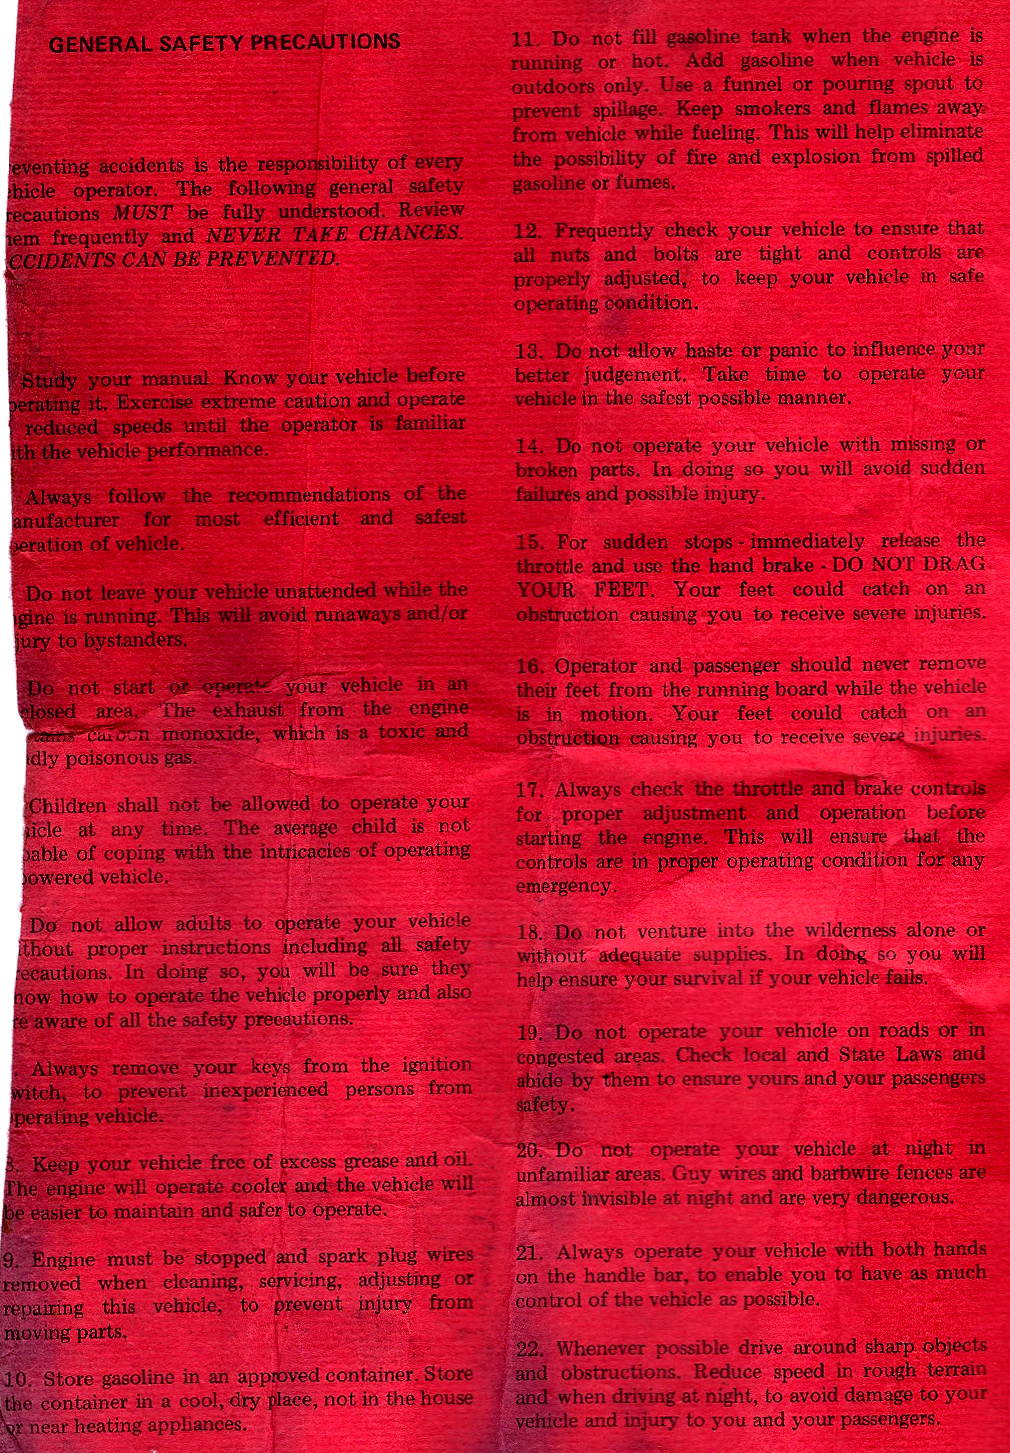 GENERAL SAFETY PRECAUTIONS
eventing accidents is the responsibility of every
hicle operator. The following general safety
recautions MUST be fully understood. Review
em frequently and NEVER TAKE CHANCES.
CCIDENTS CAN BE PREVENTED.
Study your manual. Know your vehicle before
perating it. Exercise extreme caution and operate
reduced speeds until the operator is familiar
th the vehicle performance.
Always follow the recommendations of the
anufacturer for most efficient and safest
peration of vehicle.
Do not leave your vehicle unattended while the
gine is running. This will avoid runaways and/or
jury to bystanders.
Do not start or operate your vehicle in an
closed area. The exhaust from the engine
tains carbon monoxide, which is a toxic and
dly poisonous gas.
Children shall not be allowed to operate your
icle at any time. The average child is not
pable of coping with the intricacies of operating
powered vehicle.
Do not allow adults to operate your vehicle
thout proper instructions including all safety
recautions. In doing so, you will be sure they
now how to operate the vehicle properly and also
re aware of all the safety precautions.
. Always remove your keys from the ignition
witch, to prevent inexperienced persons from
perating vehicle.
8. Keep your vehicle free of excess grease and oil.
The engine will operate cooler and the vehicle will
be easier to maintain and safer to operate.
9. Engine must be stopped and spark plug wires
removed when cleaning, servicing, adjusting or
repairing this vehicle, to prevent injury from
moving parts.
10. Store gasoline in an approved container. Store
the container in a cool, dry place, not in the house
or near heating appliances.
11. Do not fill gasoline tank when the engine is
running or hot. Add gasoline when vehicle is
outdoors only. Use a funnel or pouring spout to
prevent spillage. Keep smokers and flames away
from vehicle while fueling. This will help eliminate
the possibility of fire and explosion from spilled
gasoline or fumes.
12. Frequently check your vehicle to ensure that
all nuts and bolts are tight and controls are
properly adjusted, to keep your vehicle in safe
operating condition.
13. Do not allow haste or panic to influence your
better judgement. Take time to operate your
vehicle in the safest possible manner.
14. Do not operate your vehicle with missing or
broken parts. In doing so you will avoid sudden
failures and possible injury.
15. For sudden stops - immediately release the
throttle and use the hand brake - DO NOT DRAG
YOUR FEET. Your feet could catch on an
obstruction causing you to receive severe injuries.
16. Operator and passenger should never remove
their feet from the running board while the vehicle
is in motion. Your feet could catch on an
obstruction causing you to receive severe injuries.
17. Always check the throttle and brake controls
for proper adjustment and operation before
starting the engine. This will ensure that the
controls are in proper operating condition for any
emergency.
18. Do not venture into the wilderness alone or
without adequate supplies. In doing so you will
help ensure your survival if your vehicle fails.
19. Do not operate your vehicle on roads or in
congested areas. Check local and State Laws and
abide by them to ensure yours and your passengers
safety.
20. Do not operate your vehicle at night in
unfamiliar areas. Guy wires and barbwire fences are
almost invisible at night and are very dangerous.
21. Always operate your vehicle with both hands
on the handle bar, to enable you to have as much
control of the vehicle as possible.
22. Whenever possible drive around sharp objects
and obstructions. Reduce speed in rough terrain
and when driving at night, to avoid damage to your
vehicle and injury to you and your passengers.